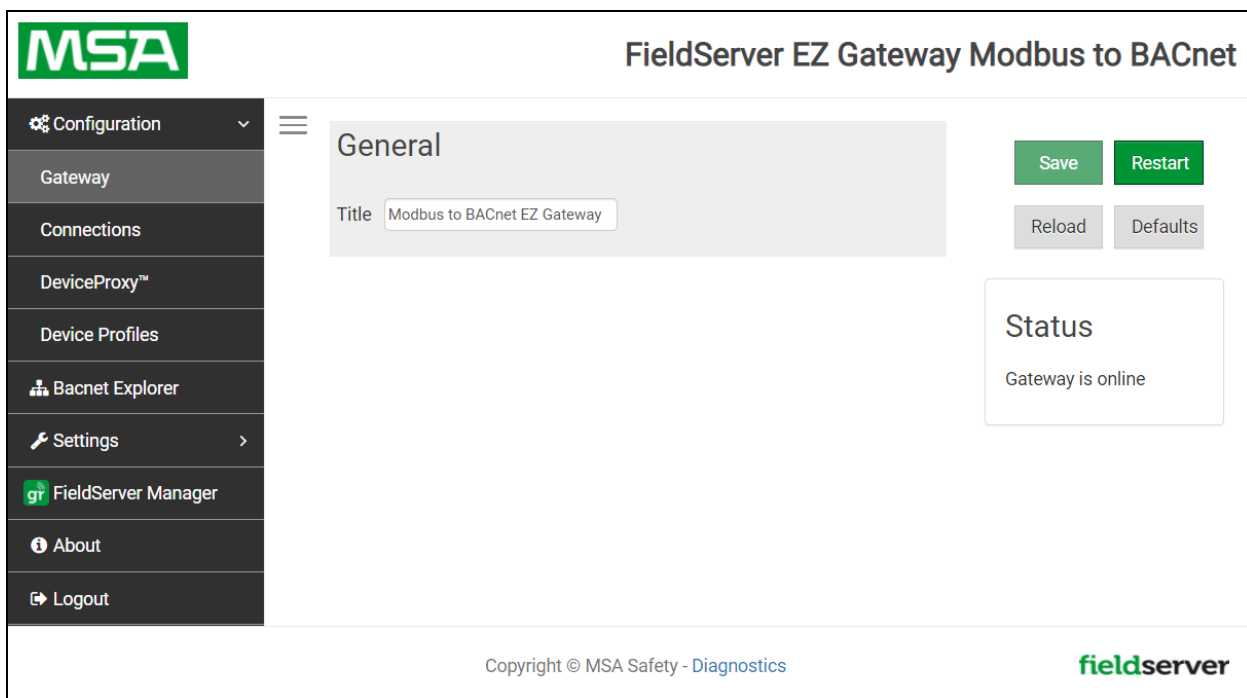 MSA
FieldServer EZ Gateway Modbus to BACnet
Configuration
Gateway
Connections
DeviceProxy™
Device Profiles
Bacnet Explorer
Settings
gr FieldServer Manager
About
Logout
General
Title Modbus to BACnet EZ Gateway
Save Restart
Reload Defaults
Status
Gateway is online
Copyright © MSA Safety - Diagnostics
fieldserver